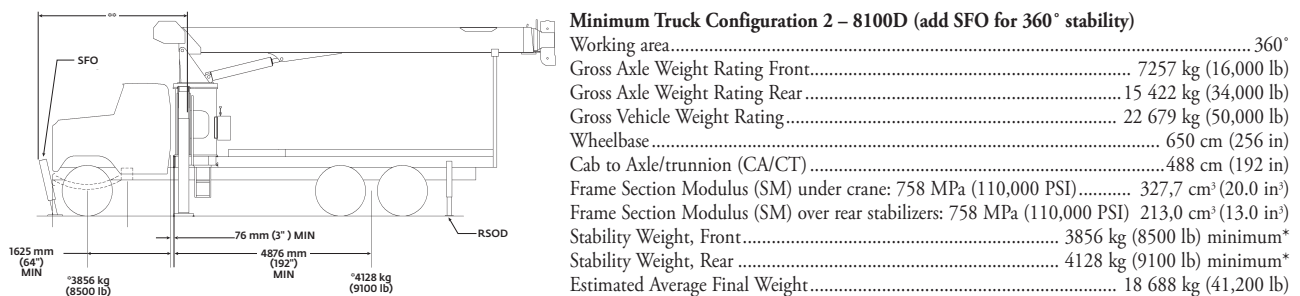 °°
SFO
76 mm (3" ) MIN
1625 mm
(64")
MIN
4876 mm
(192")
MIN
RSOD
°3856 kg
(8500 lb)
°4128 kg
(9100 lb)
Minimum Truck Configuration 2 – 8100D (add SFO for 360˚ stability)
Working area 360˚
Gross Axle Weight Rating Front 7257 kg (16,000 lb)
Gross Axle Weight Rating Rear 15 422 kg (34,000 lb)
Gross Vehicle Weight Rating 22 679 kg (50,000 lb)
Wheelbase 650 cm (256 in)
Cab to Axle/trunnion (CA/CT) 488 cm (192 in)
Frame Section Modulus (SM) under crane: 758 MPa (110,000 PSI) 327,7 cm³ (20.0 in³)
Frame Section Modulus (SM) over rear stabilizers: 758 MPa (110,000 PSI) 213,0 cm³ (13.0 in³)
Stability Weight, Front 3856 kg (8500 lb) minimum*
Stability Weight, Rear 4128 kg (9100 lb) minimum*
Estimated Average Final Weight 18 688 kg (41,200 lb)